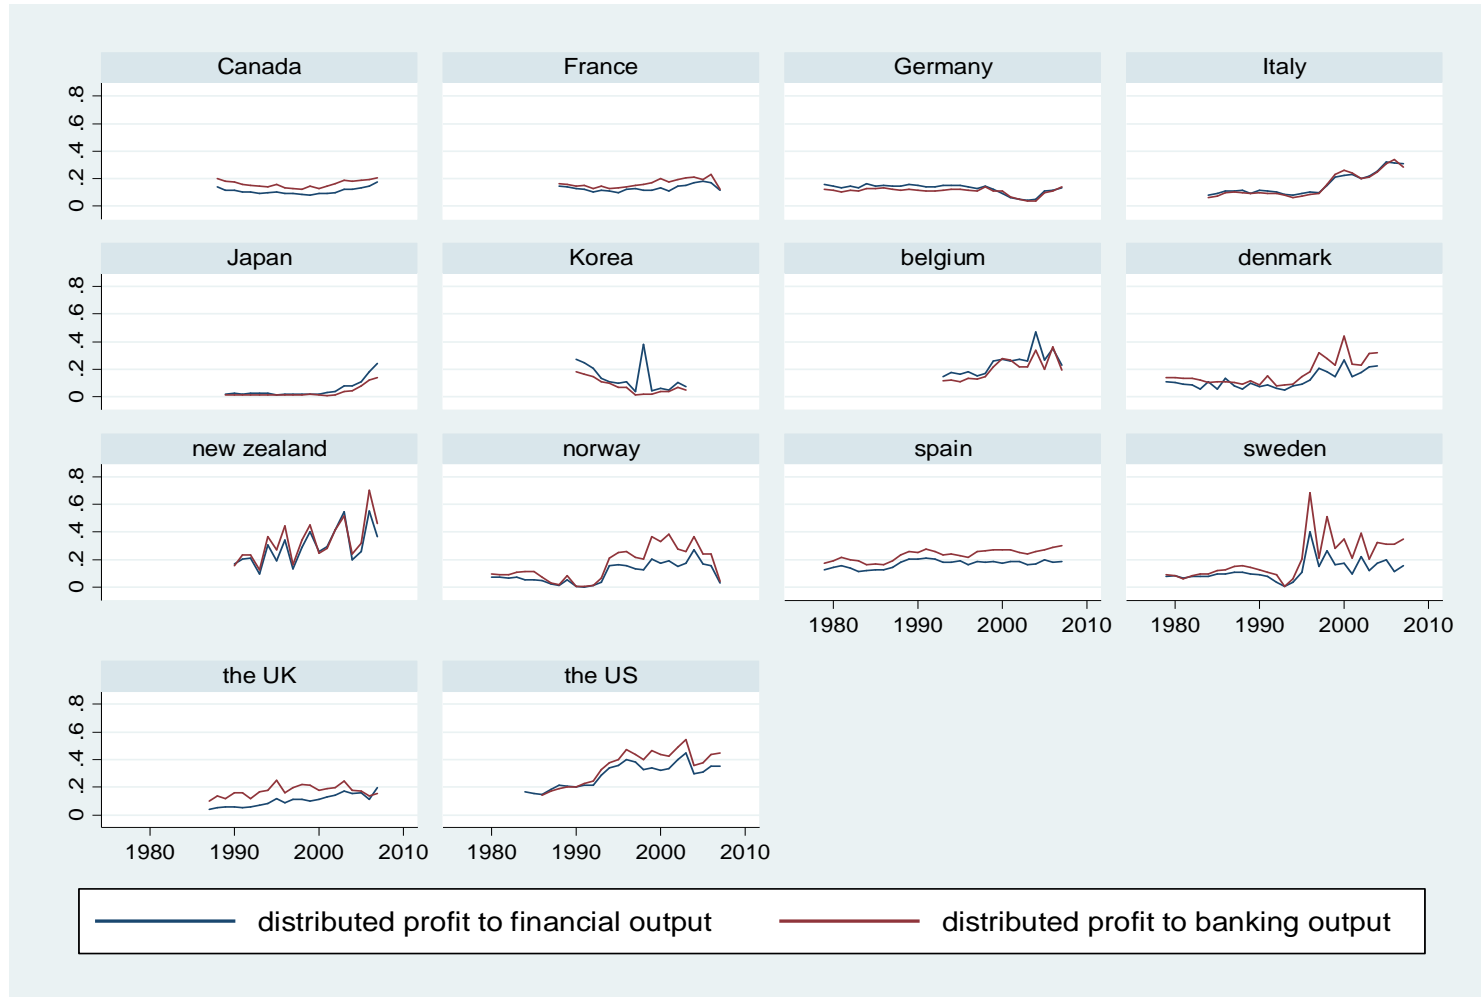 Canada France Germany Italy
.8
.6
.4
.2
0
Japan Korea belgium denmark
.8
.6
.4
.2
0
new zealand norway spain sweden
.8
.6
.4
.2
0
1980 1990 2000 2010 1980 1990 2000 2010
the UK the US
.8
.6
.4
.2
0
1980 1990 2000 2010 1980 1990 2000 2010
distributed profit to financial output distributed profit to banking output